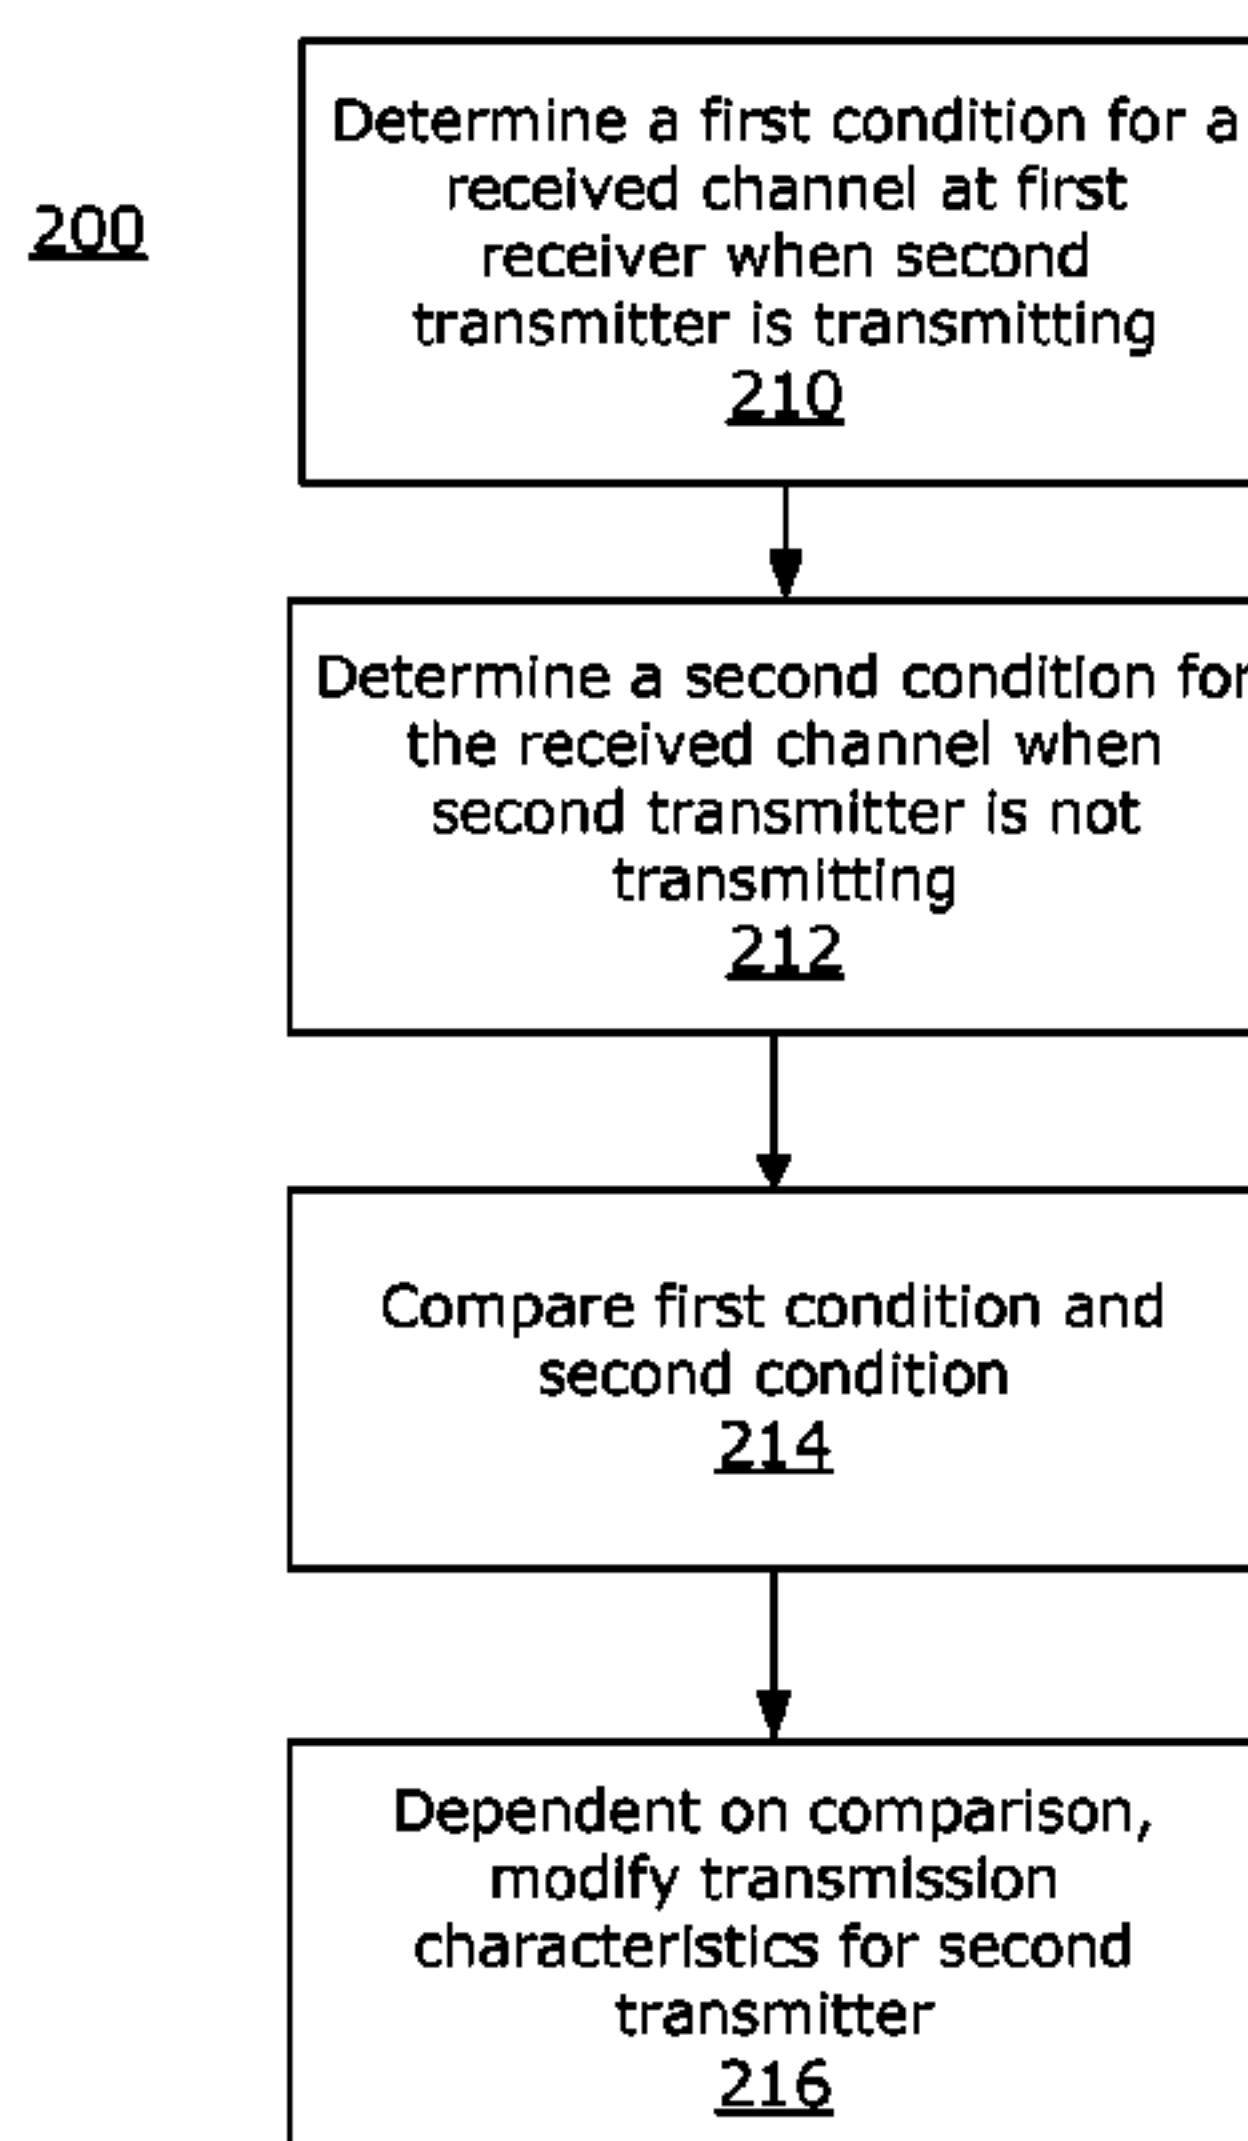 200
Determine a first condition for a
received channel at first
receiver when second
transmitter is transmitting
210
Determine a second condition for
the received channel when
second transmitter is not
transmitting
212
Compare first condition and
second condition
214
Dependent on comparison,
modify transmission
characteristics for second
transmitter
216